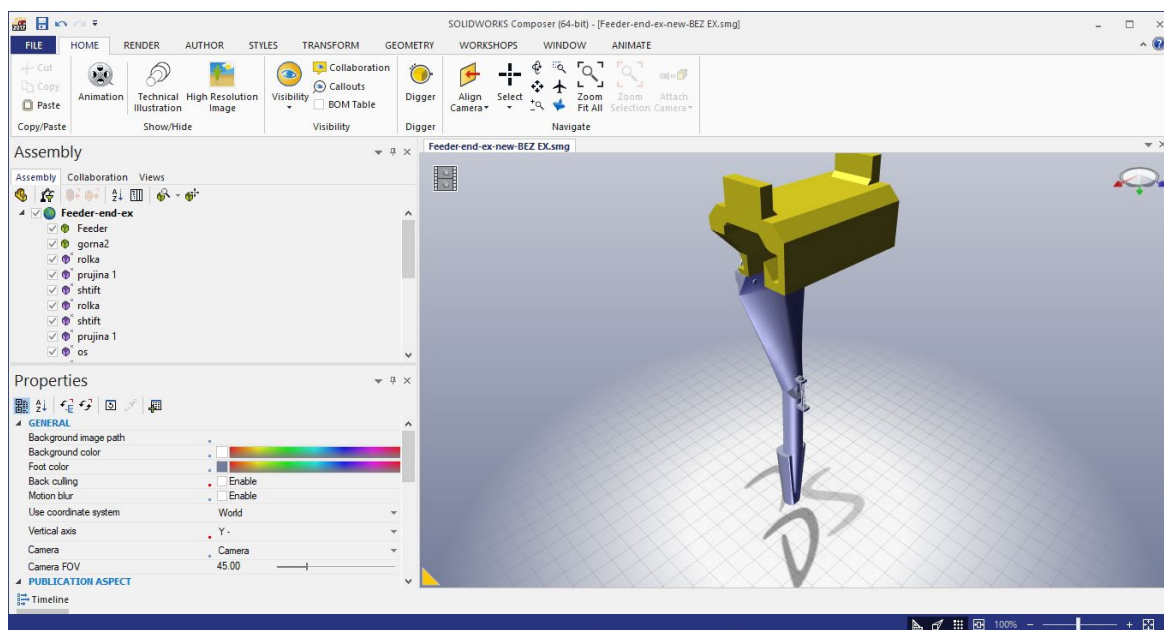 SOLIDWORKS Composer (64-bit) - [Feeder-end-ex-new-BEZ EX.smg]
FILE HOME RENDER AUTHOR STYLES TRANSFORM GEOMETRY WORKSHOPS WINDOW ANIMATE
Cut
Copy
Paste
Animation
Technical Illustration
High Resolution Image
Visibility
Collaboration
Callouts
BOM Table
Digger
Align Camera
Select
Zoom Fit All
Zoom Selection
Attach Camera
Copy/Paste Show/Hide Visibility Digger Navigate
Assembly
Feeder-end-ex-new-BEZ EX.smg
Assembly Collaboration Views
Feeder-end-ex
Feeder
gorna2
rolka
prujina 1
shtift
rolka
shtift
prujina 1
os
Properties
GENERAL
Background image path
Background color
Foot color
Back culling Enable
Motion blur Enable
Use coordinate system World
Vertical axis Y -
Camera Camera
Camera FOV 45.00
PUBLICATION ASPECT
Timeline
DS
100%